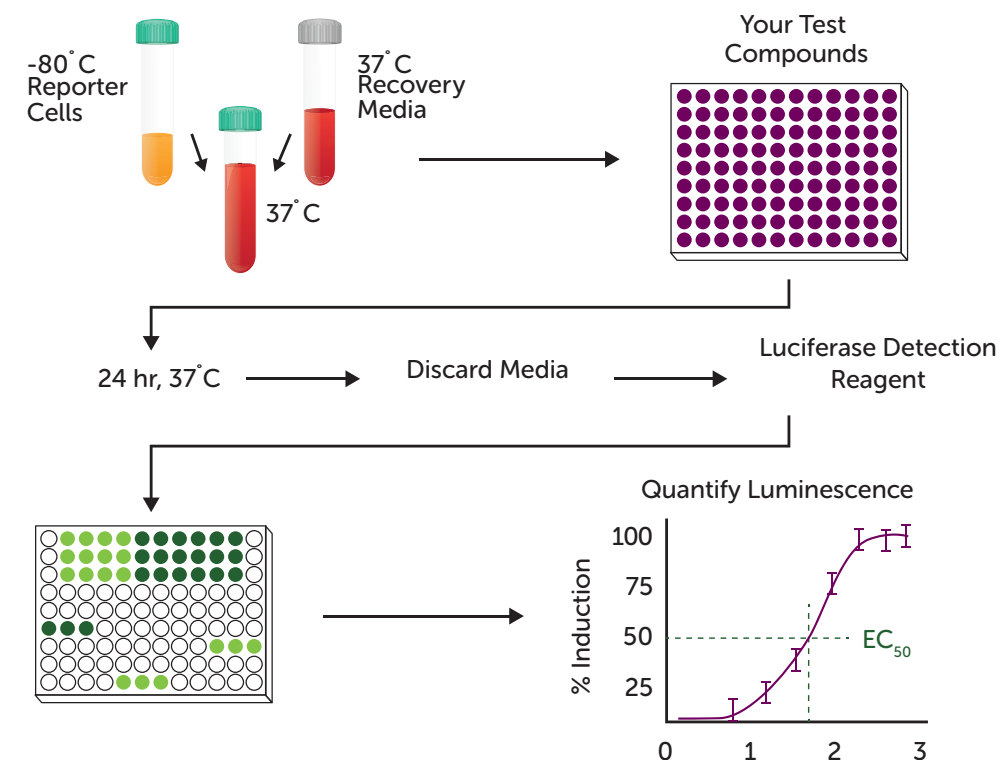 -80°C
Reporter
Cells
37°C
Recovery
Media
37°C
Your Test
Compounds
24 hr, 37°C
Discard Media
Luciferase Detection
Reagent
Quantify Luminescence
% Induction
100
75
50
25
EC50
0 1 2 3